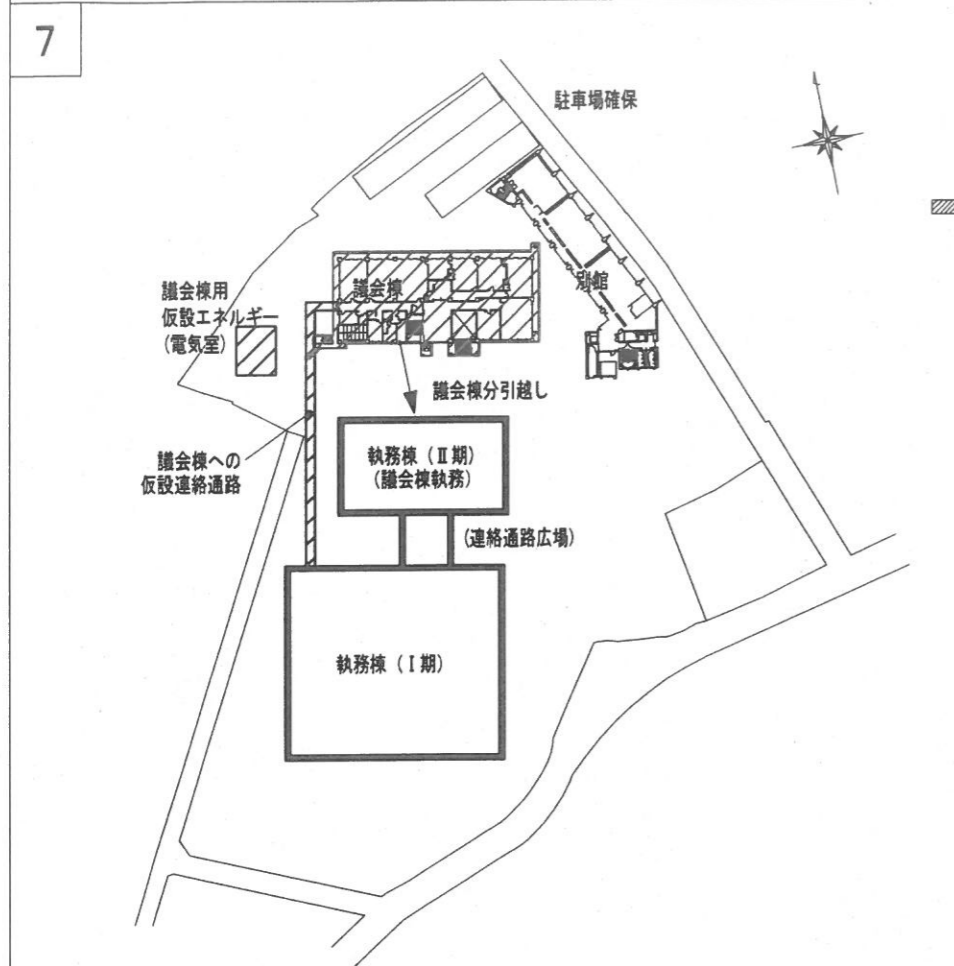 7
駐車場確保
別館
議会棟
議会棟用
仮設エネルギー
(電気室)
議会棟分引越し
議会棟への
仮設連絡通路
執務棟(Ⅱ期)
(議会棟執務)
(連絡通路広場)
執務棟(Ⅰ期)